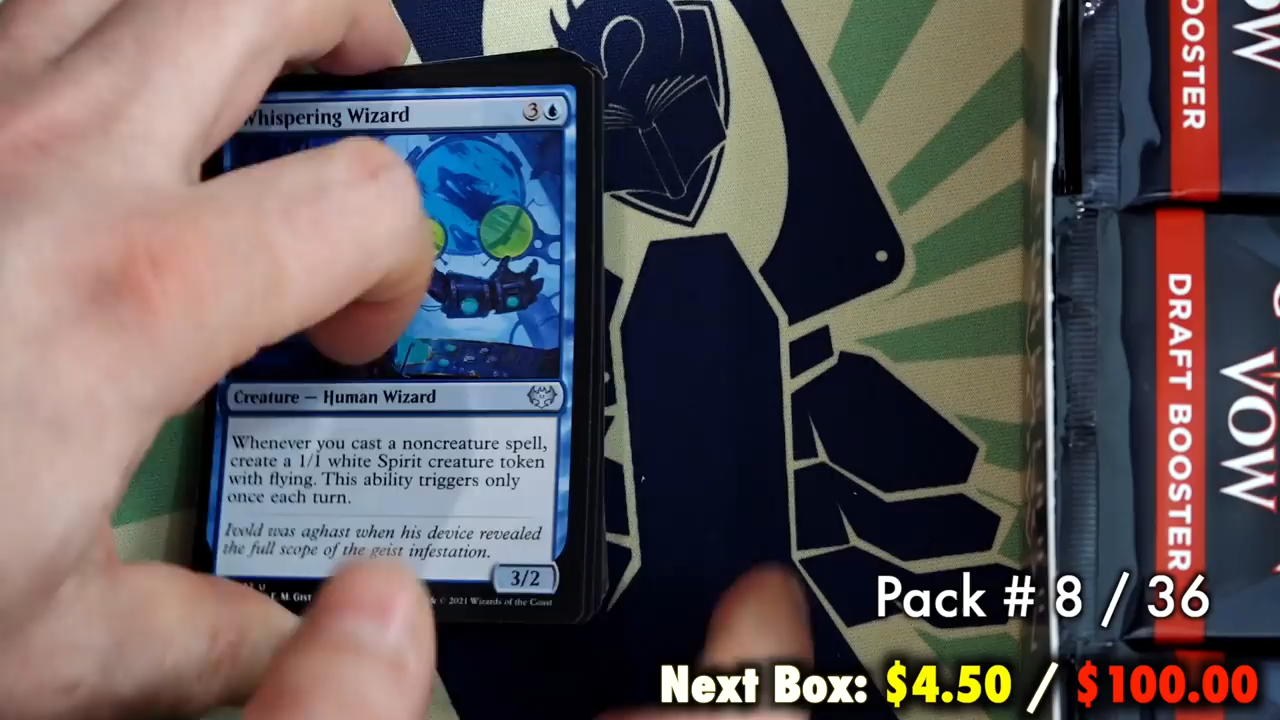 Whispering Wizard 3
Creature — Human Wizard
Whenever you cast a noncreature spell,
create a 1/1 white Spirit creature token
with flying. This ability triggers only
once each turn.
Ivold was aghast when his device revealed
the full scope of the geist infestation.
3/2
© 2021 Wizards of the Coast
BOOSTER
OW
DRAFT BOOSTER
VOW
Pack # 8 / 36
Next Box: $4.50 / $100.00